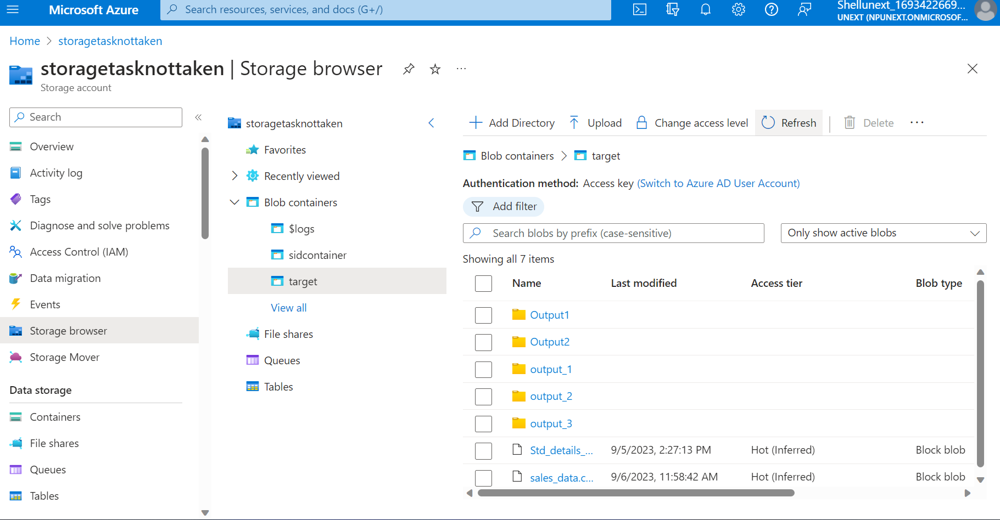 Microsoft Azure
Search resources, services, and docs (G+/)
Shellunext_1693422669...
UNEXT (NPUNEXT.ONMICROSOF...
Home > storagetasknottaken
storagetasknottaken | Storage browser
Storage account
Search
Overview
Activity log
Tags
Diagnose and solve problems
Access Control (IAM)
Data migration
Events
Storage browser
Storage Mover
Data storage
Containers
File shares
Queues
Tables
storagetasknottaken
Favorites
Recently viewed
Blob containers
$logs
sidcontainer
target
View all
File shares
Queues
Tables
Add Directory Upload Change access level Refresh Delete
Blob containers > target
Authentication method: Access key (Switch to Azure AD User Account)
Add filter
Search blobs by prefix (case-sensitive) Only show active blobs
Showing all 7 items
Name Last modified Access tier Blob type
Output1
Output2
output_1
output_2
output_3
Std_details_... 9/5/2023, 2:27:13 PM Hot (Inferred) Block blob
sales_data.c... 9/6/2023, 11:58:42 AM Hot (Inferred) Block blob